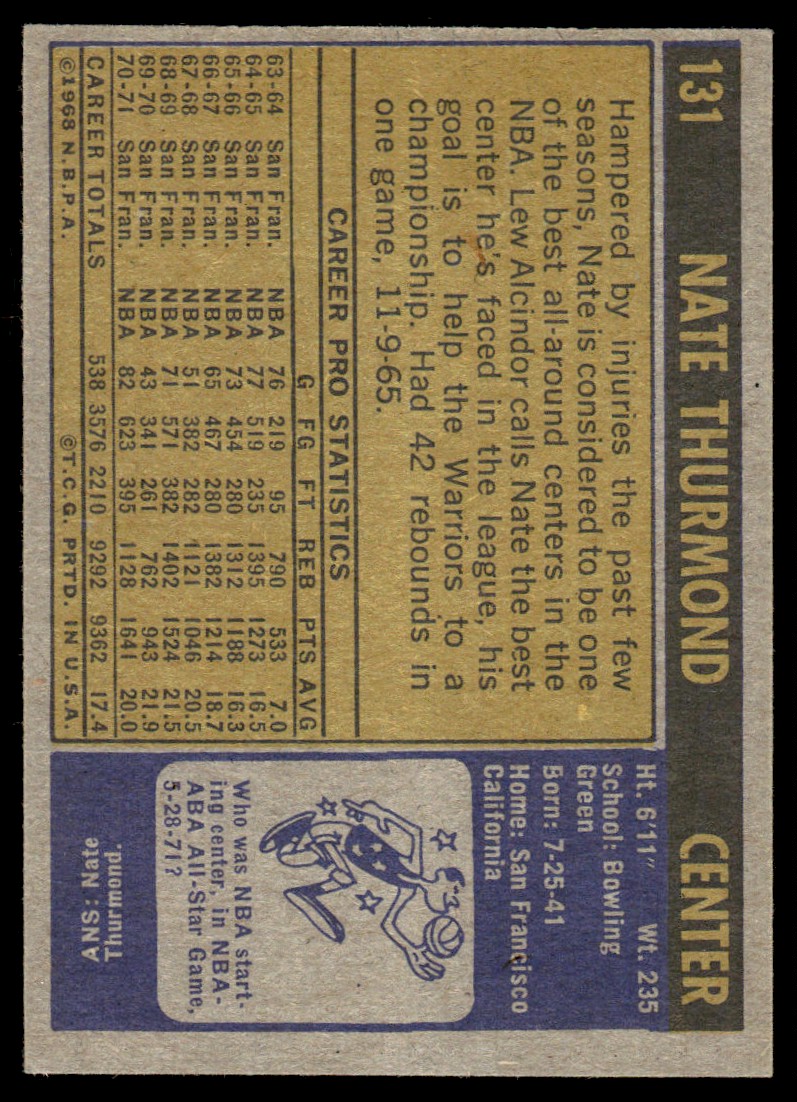 131 NATE THURMOND CENTER
Hampered by injuries the past few
seasons, Nate is considered to be one
of the best all-around centers in the
NBA. Lew Alcindor calls Nate the best
center he's faced in the league, his
goal is to help the Warriors to a
championship. Had 42 rebounds in
one game, 11-9-65.
CAREER PRO STATISTICS
G FG FT REB PTS AVG
63-64 San Fran. NBA 76 219 95 790 533 7.0
64-65 San Fran. NBA 77 519 235 1395 1273 16.5
65-66 San Fran. NBA 73 454 280 1312 1188 16.3
66-67 San Fran. NBA 65 467 280 1382 1214 18.7
67-68 San Fran. NBA 51 382 282 1121 1046 20.5
68-69 San Fran. NBA 71 571 382 1402 1524 21.5
69-70 San Fran. NBA 43 341 261 762 943 21.9
70-71 San Fran. NBA 82 623 395 1128 1641 20.0
CAREER TOTALS 538 3576 2210 9292 9362 17.4
©1968 N.B.P.A. ©T.C.G. PRTD. IN U.S.A.
Ht. 6'11" Wt. 235
School: Bowling
Green
Born: 7-25-41
Home: San Francisco
California
Who was NBA start-
ing center, in NBA-
ABA All-Star Game,
5-28-71?
ANS: Nate
Thurmond.